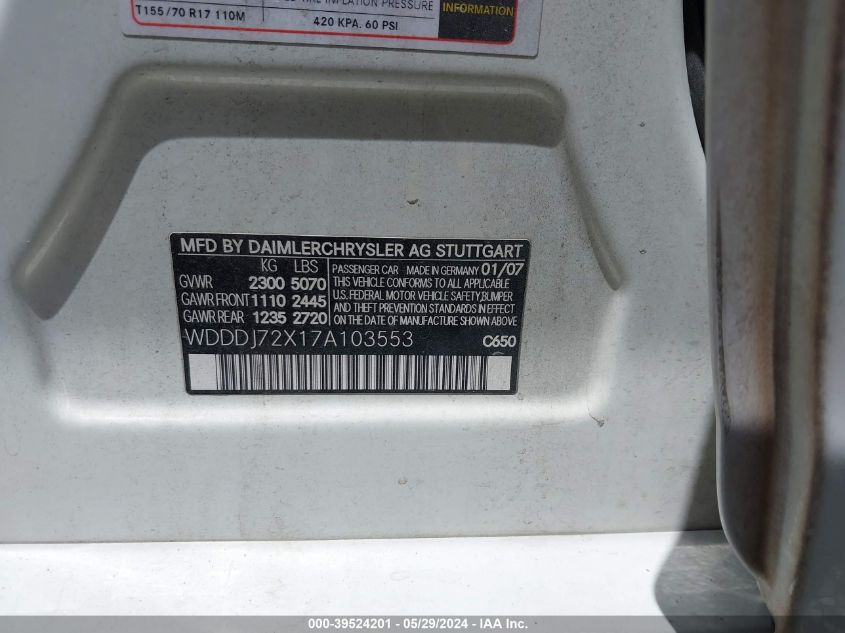 TIRE INFLATION PRESSURE
T155/70 R17 110M
420 KPA. 60 PSI
INFORMATION
MFD BY DAIMLERCHRYSLER AG STUTTGART
KG LBS
GVWR 2300 5070
GAWR FRONT 1110 2445
GAWR REAR 1235 2720
PASSENGER CAR MADE IN GERMANY 01/07
THIS VEHICLE CONFORMS TO ALL APPLICABLE
U.S. FEDERAL MOTOR VEHICLE SAFETY,BUMPER
AND THEFT PREVENTION STANDARDS IN EFFECT
ON THE DATE OF MANUFACTURE SHOWN ABOVE
WDDDJ72X17A103553
C650
000-39524201 - 05/29/2024 - IAA Inc.